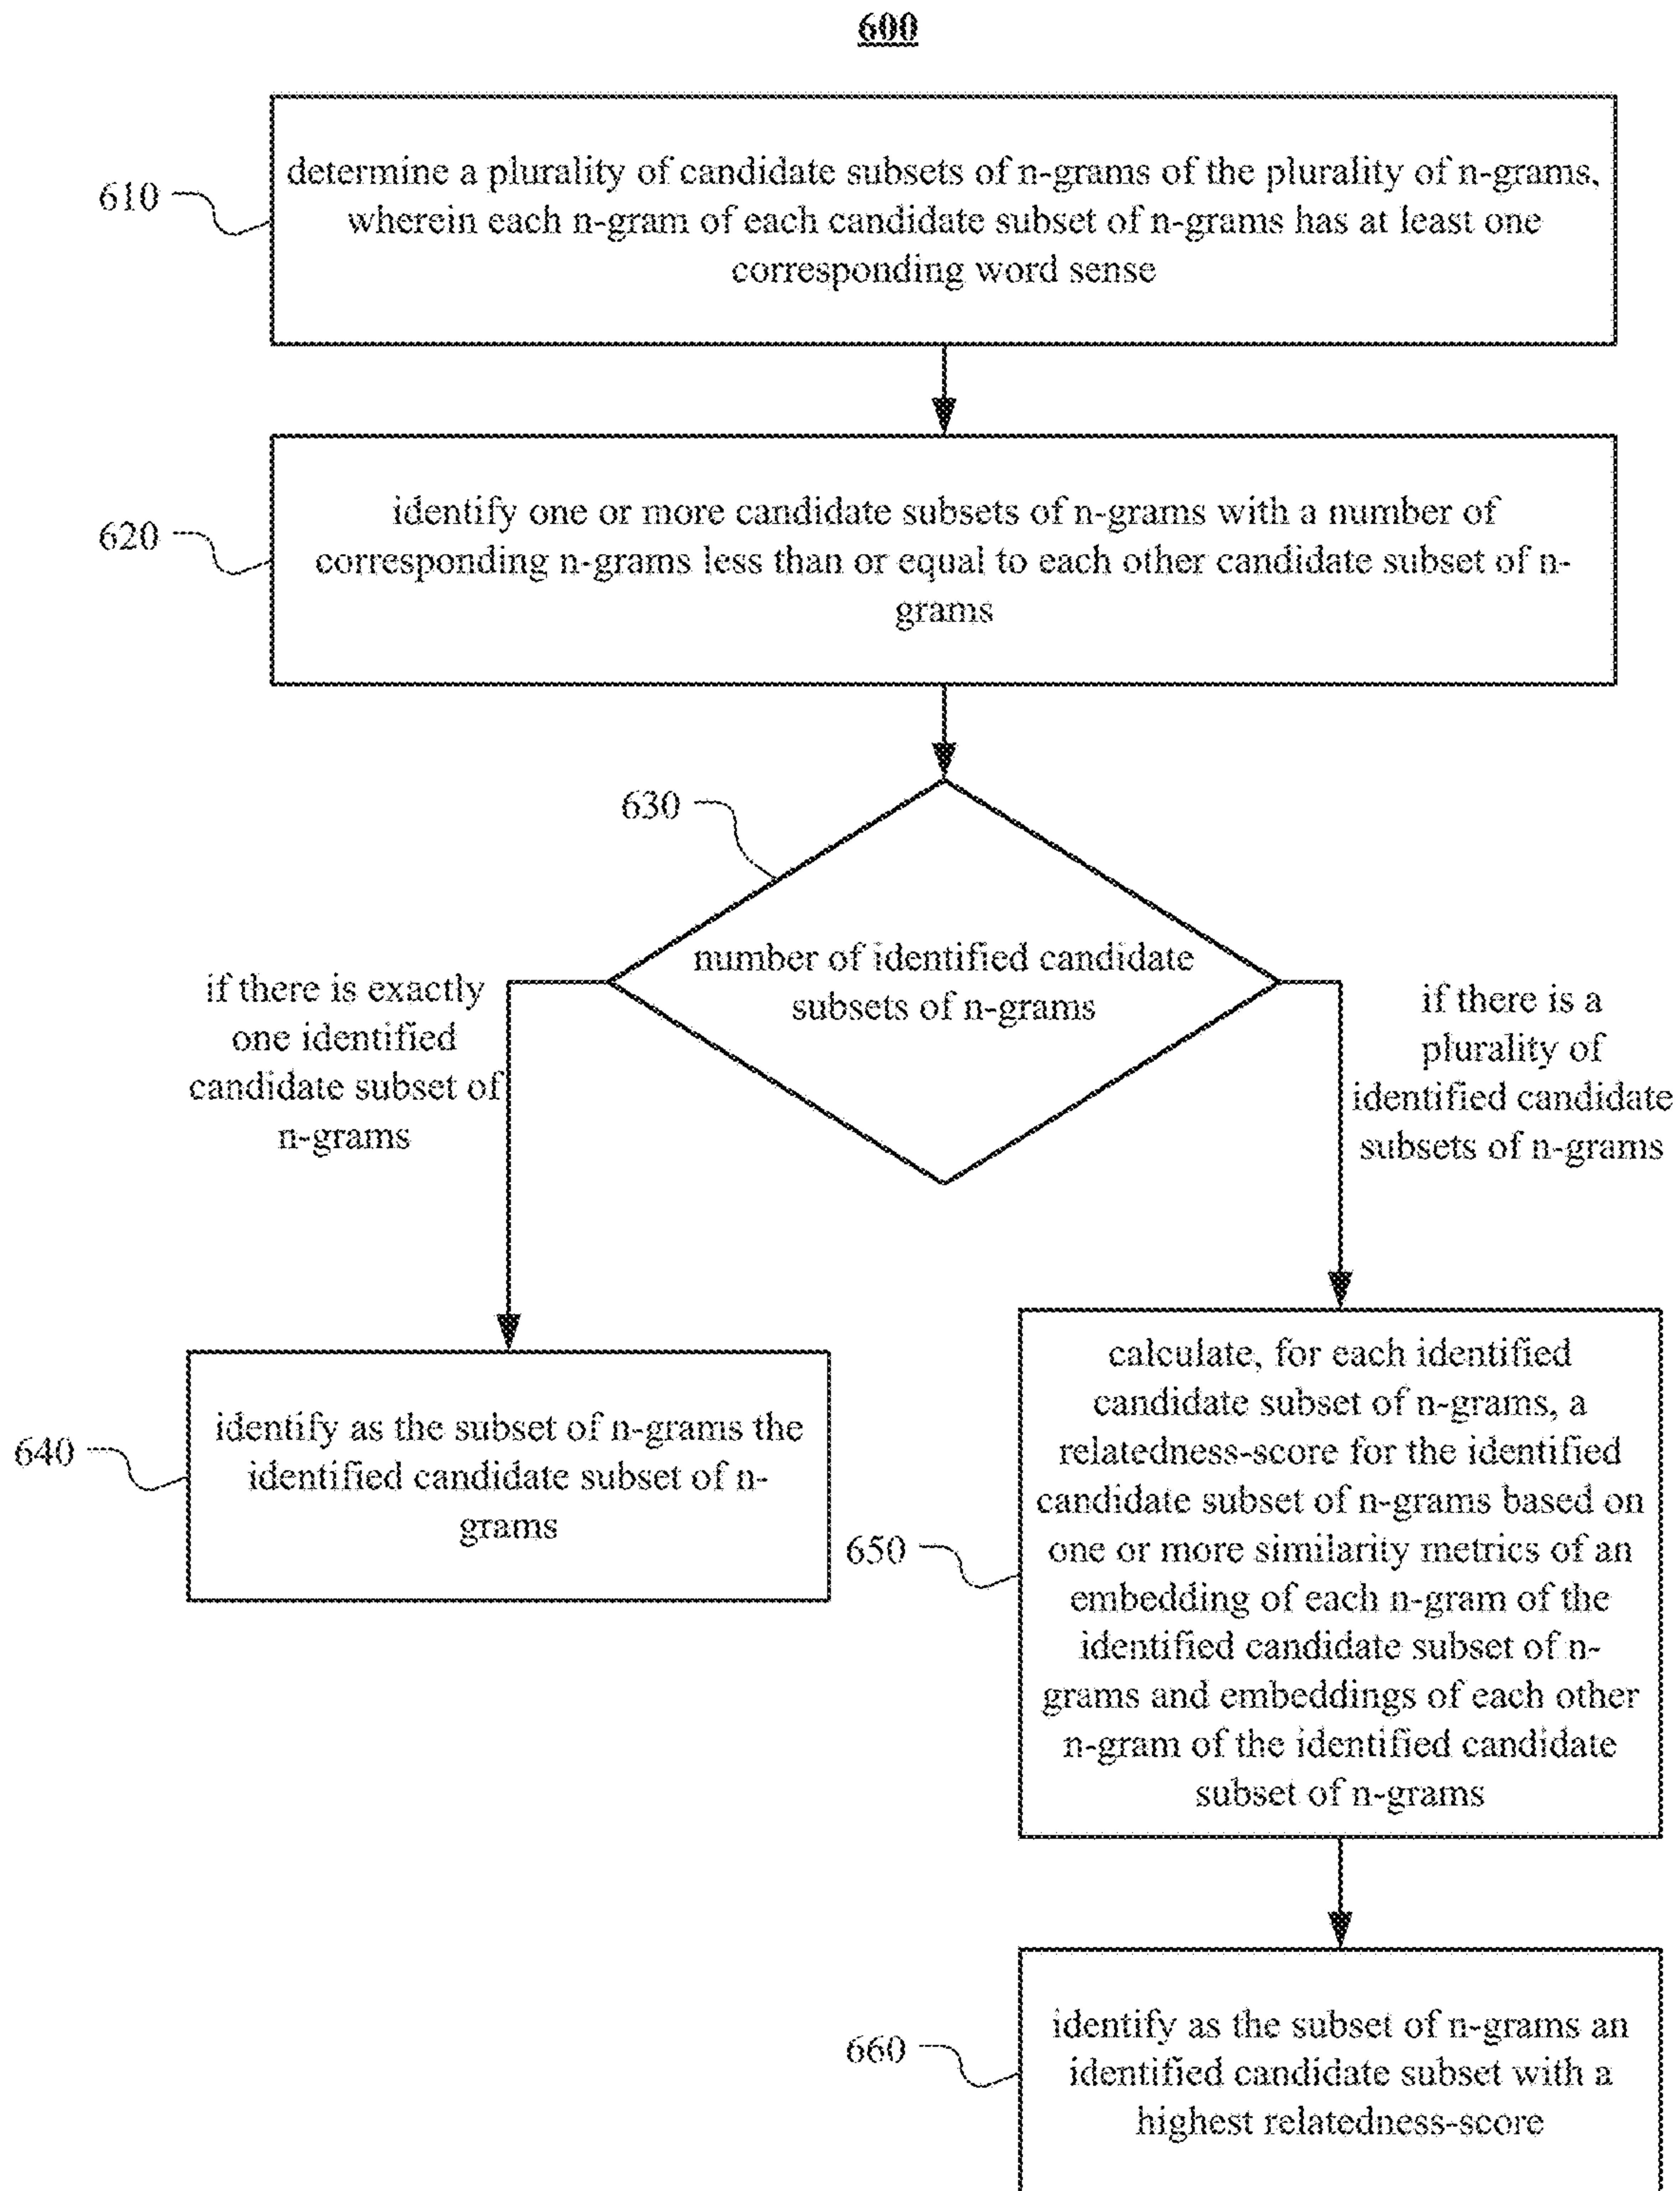 600
610
determine a plurality of candidate subsets of n-grams of the plurality of n-grams,
wherein each n-gram of each candidate subset of n-grams has at least one
corresponding word sense
620
identify one or more candidate subsets of n-grams with a number of
corresponding n-grams less than or equal to each other candidate subset of n-
grams
630
number of identified candidate
subsets of n-grams
if there is exactly
one identified
candidate subset of
n-grams
if there is a
plurality of
identified candidate
subsets of n-grams
640
identify as the subset of n-grams the
identified candidate subset of n-
grams
650
calculate, for each identified
candidate subset of n-grams, a
relatedness-score for the identified
candidate subset of n-grams based on
one or more similarity metrics of an
embedding of each n-gram of the
identified candidate subset of n-
grams and embeddings of each other
n-gram of the identified candidate
subset of n-grams
660
identify as the subset of n-grams an
identified candidate subset with a
highest relatedness-score